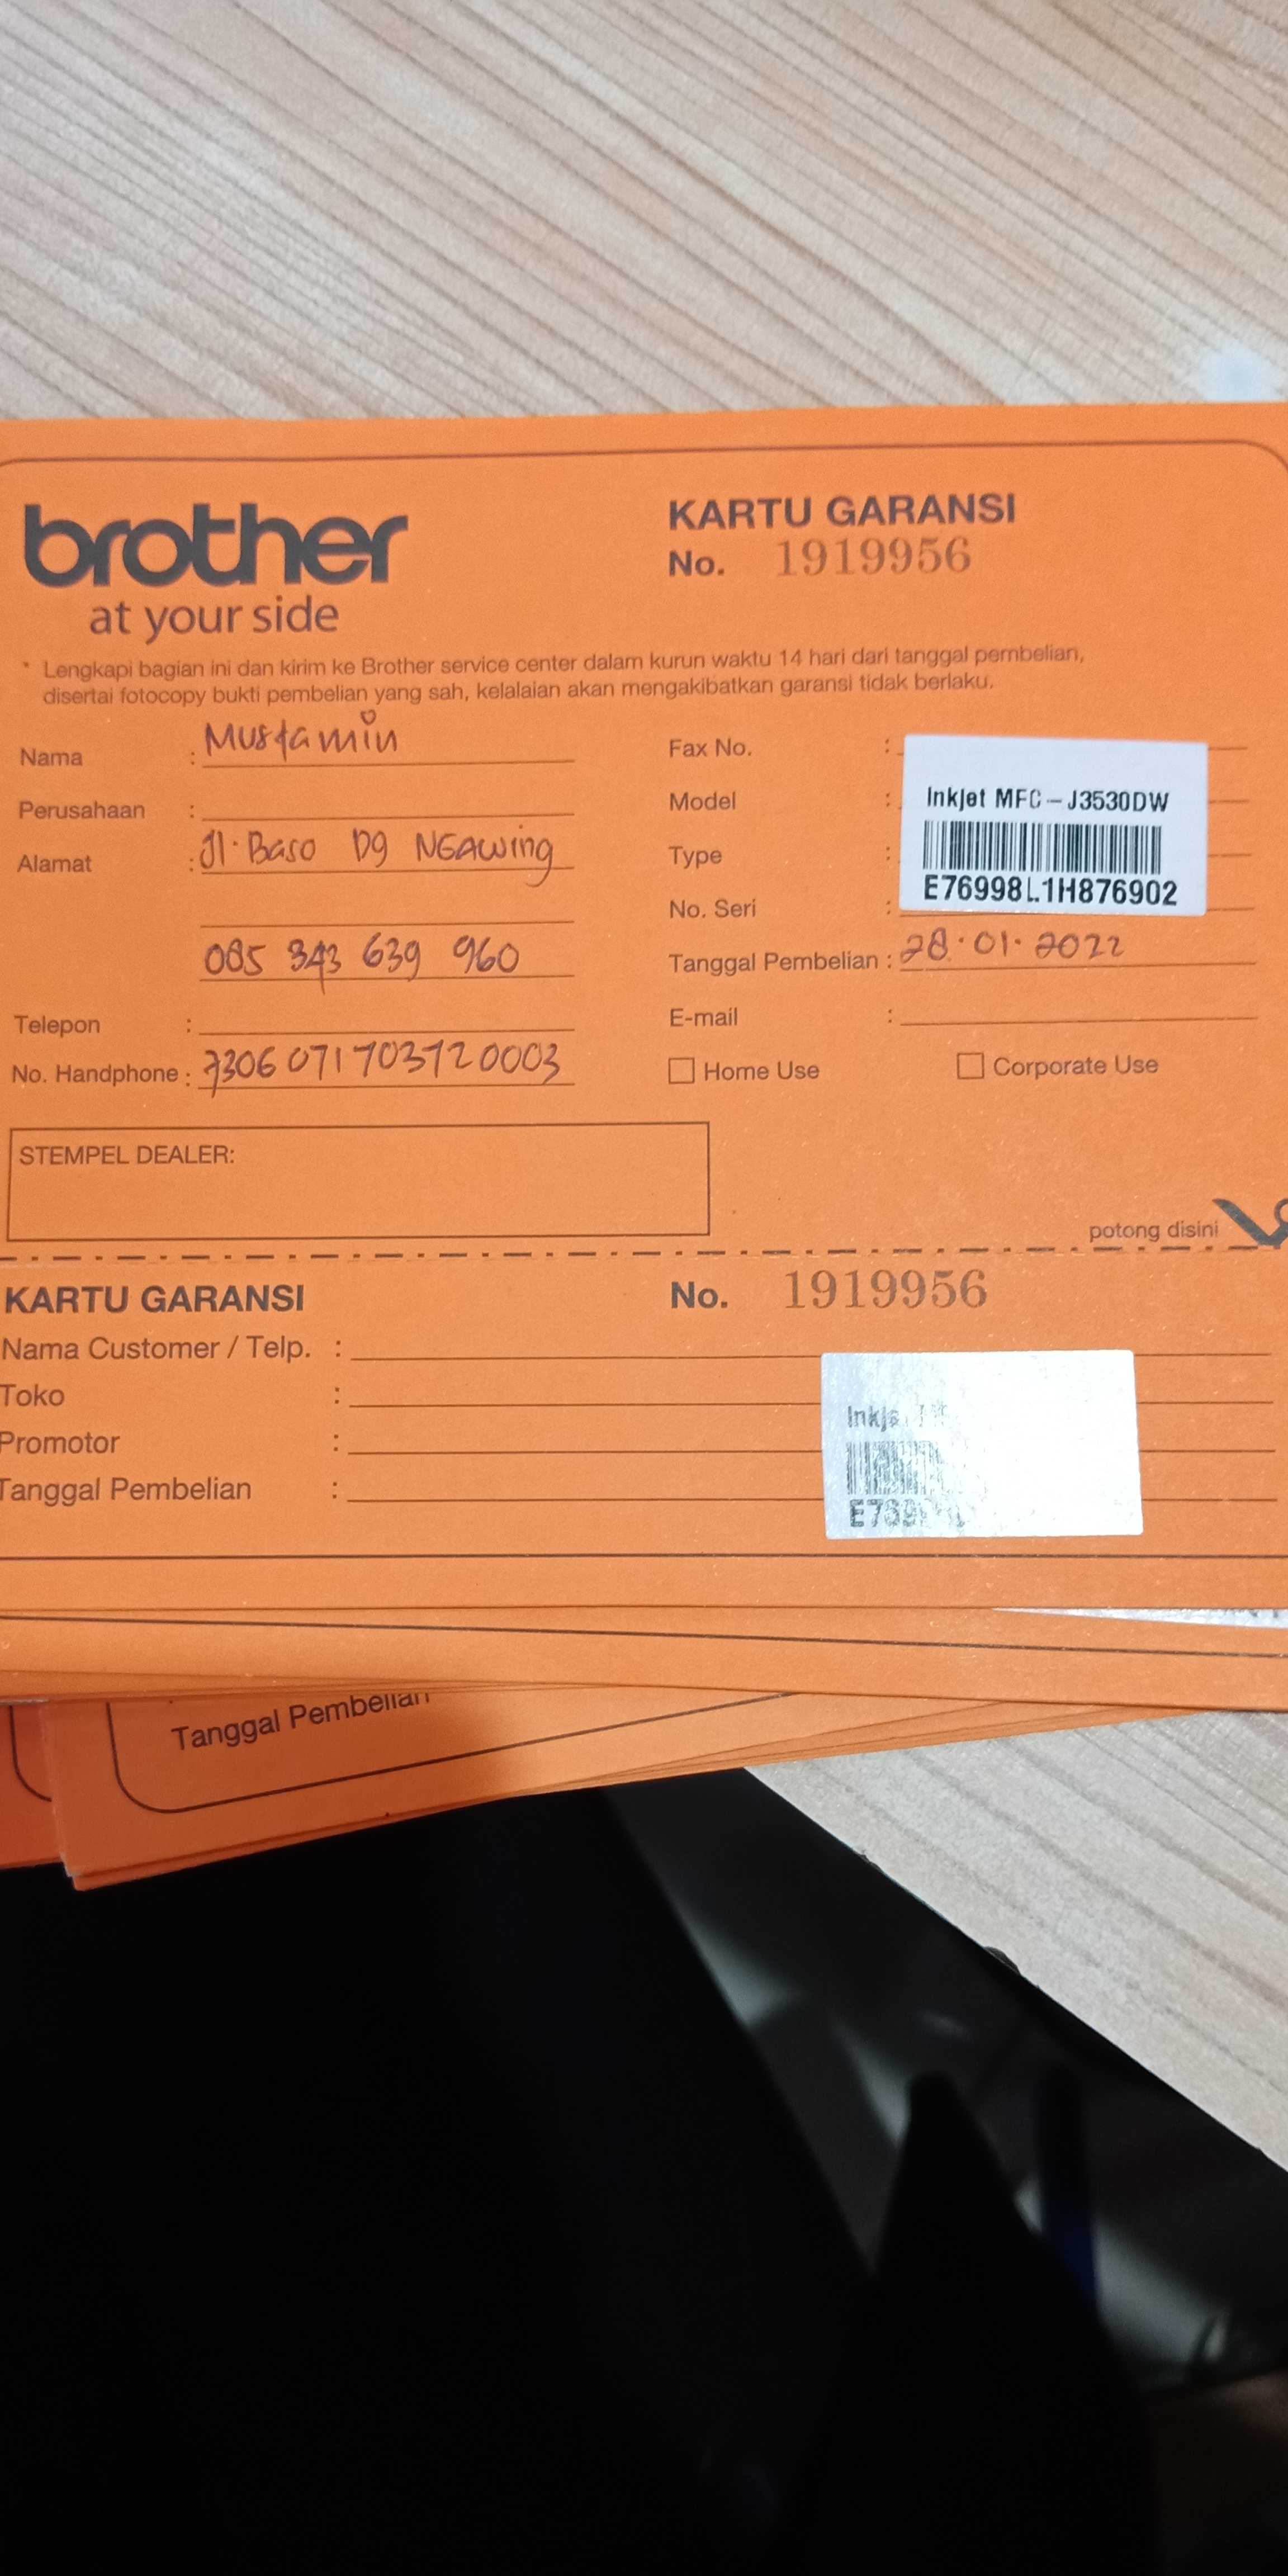 brother
at your side
KARTU GARANSI
No. 1919956
* Lengkapi bagian ini dan kirim ke Brother service center dalam kurun waktu 14 hari dari tanggal pembelian,
disertai fotocopy bukti pembelian yang sah, kelalaian akan mengakibatkan garansi tidak berlaku.
Nama : Mustamin
Perusahaan :
Alamat : Jl. Baso Dg NGAWing
085 343 639 960
Telepon :
No. Handphone : 7306 071703720003
Fax No. :
Model : Inkjet MFC-J3530DW
Type :
No. Seri : E76998L1H876902
Tanggal Pembelian : 28.01.2022
E-mail :
Home Use Corporate Use
STEMPEL DEALER:
potong disini
KARTU GARANSI No. 1919956
Nama Customer / Telp. :
Toko :
Promotor :
Tanggal Pembelian :
Tanggal Pembelian